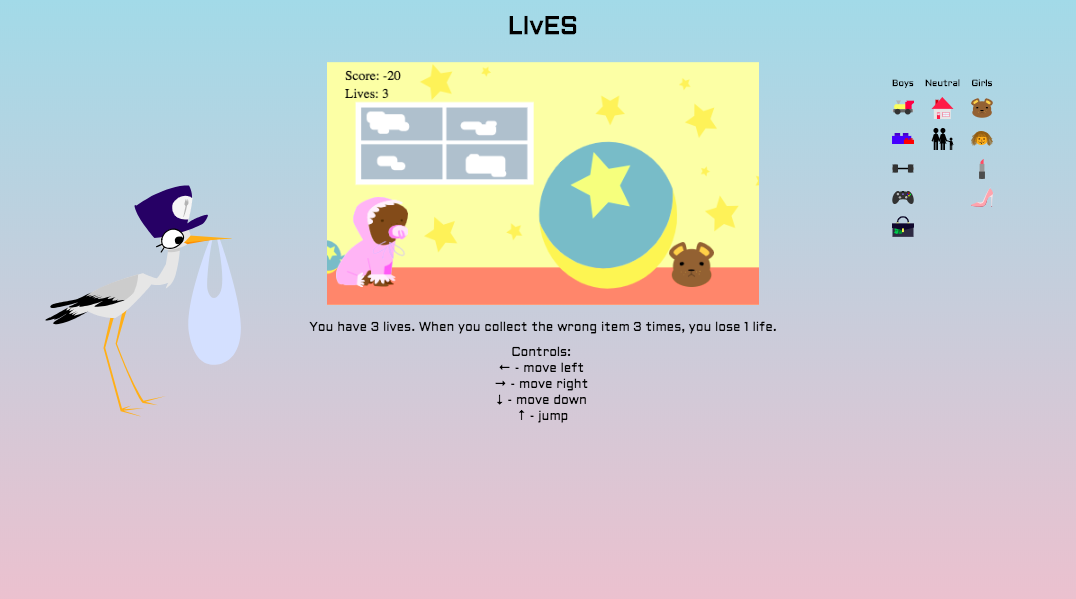 LIvES
Score: -20
Lives: 3
Boys Neutral Girls
You have 3 lives. When you collect the wrong item 3 times, you lose 1 life.
Controls:
← - move left
→ - move right
↓ - move down
↑ - jump